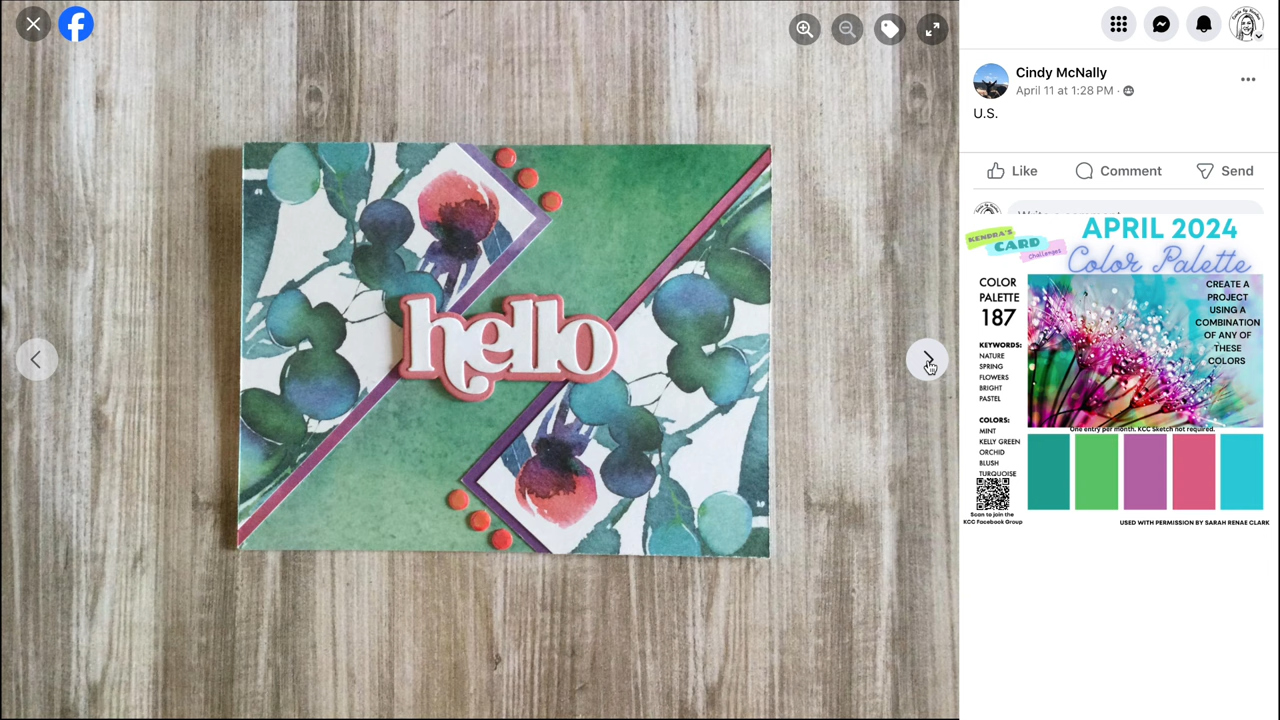 hello
Cindy McNally
April 11 at 1:28 PM ·
U.S.
Like
Comment
Send
KENDRA'S
CARD
Challenges
APRIL 2024
Color Palette
COLOR
PALETTE
187
KEYWORDS:
NATURE
SPRING
FLOWERS
BRIGHT
PASTEL
COLORS:
MINT
KELLY GREEN
ORCHID
BLUSH
TURQUOISE
Scan to join the
KCC Facebook Group
CREATE A
PROJECT
USING A
COMBINATION
OF ANY OF
THESE
COLORS
One entry per month. KCC Sketch not required.
USED WITH PERMISSION BY SARAH RENAE CLARK